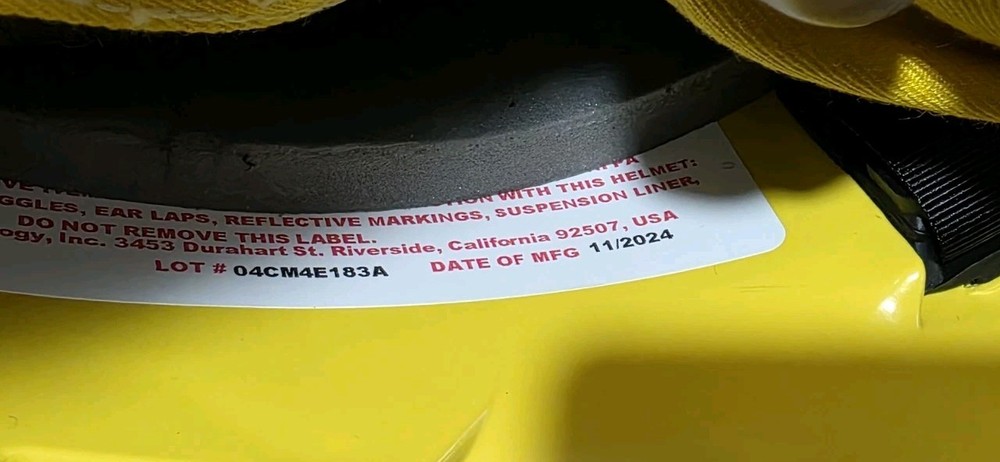 WITH THIS HELMET:
GGLES, EAR LAPS, REFLECTIVE MARKINGS, SUSPENSION LINER,
DO NOT REMOVE THIS LABEL.
ogy, Inc. 3453 Durahart St. Riverside, California 92507, USA
LOT # 04CM4E183A DATE OF MFG 11/2024